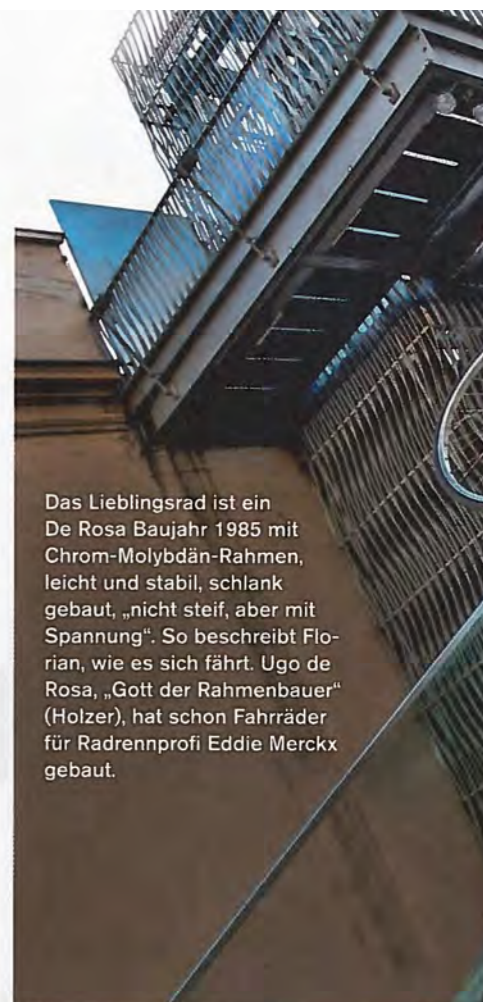 Das Lieblingsrad ist ein
De Rosa Baujahr 1985 mit
Chrom-Molybdän-Rahmen,
leicht und stabil, schlank
gebaut, „nicht steif, aber mit
Spannung“. So beschreibt Flo-
rian, wie es sich fährt. Ugo de
Rosa, „Gott der Rahmenbauer“
(Holzer), hat schon Fahrräder
für Radrennprofi Eddie Merckx
gebaut.